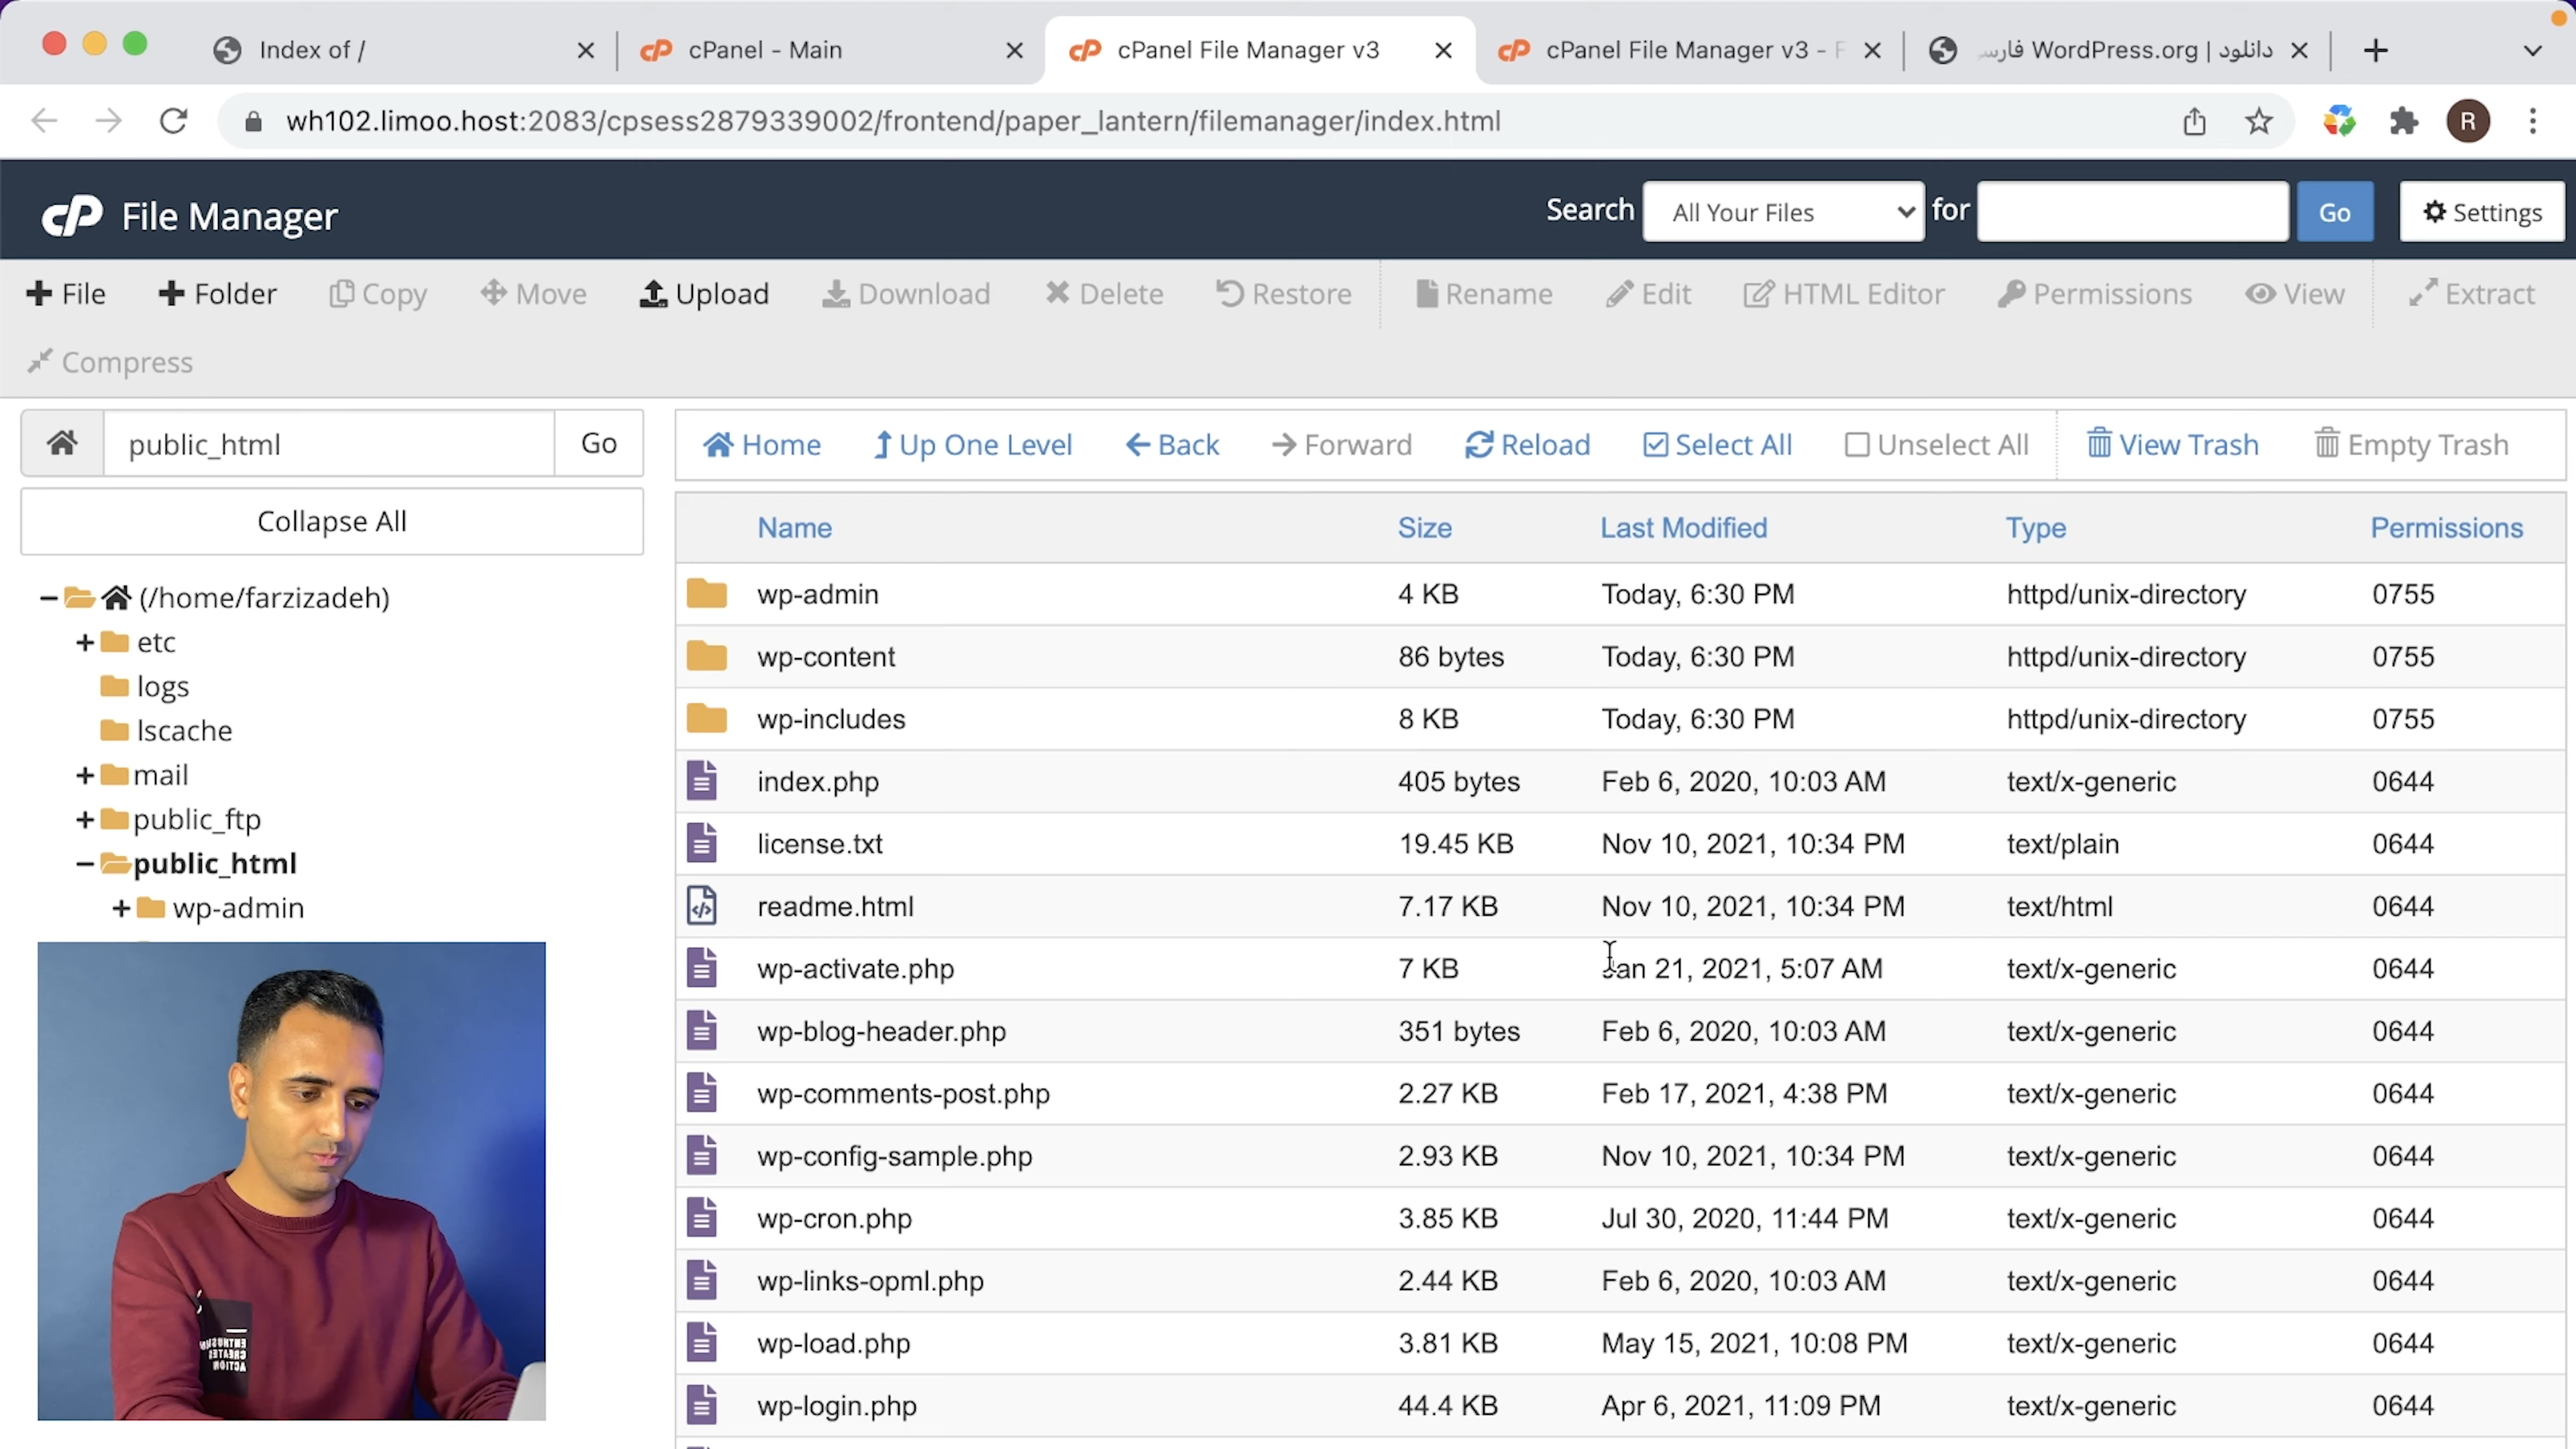 Index of /
cPanel - Main
cPanel File Manager v3
cPanel File Manager v3 - F
دانلود | WordPress.org فارسی
wh102.limoo.host:2083/cpsess2879339002/frontend/paper_lantern/filemanager/index.html
R
cP File Manager
Search All Your Files for Go Settings
File Folder Copy Move Upload Download Delete Restore Rename Edit HTML Editor Permissions View Extract
Compress
public_html Go
Home Up One Level Back Forward Reload Select All Unselect All View Trash Empty Trash
Collapse All
(/home/farzizadeh)
etc
logs
lscache
mail
public_ftp
public_html
wp-admin
Name Size Last Modified Type Permissions
wp-admin 4 KB Today, 6:30 PM httpd/unix-directory 0755
wp-content 86 bytes Today, 6:30 PM httpd/unix-directory 0755
wp-includes 8 KB Today, 6:30 PM httpd/unix-directory 0755
index.php 405 bytes Feb 6, 2020, 10:03 AM text/x-generic 0644
license.txt 19.45 KB Nov 10, 2021, 10:34 PM text/plain 0644
readme.html 7.17 KB Nov 10, 2021, 10:34 PM text/html 0644
wp-activate.php 7 KB Jan 21, 2021, 5:07 AM text/x-generic 0644
wp-blog-header.php 351 bytes Feb 6, 2020, 10:03 AM text/x-generic 0644
wp-comments-post.php 2.27 KB Feb 17, 2021, 4:38 PM text/x-generic 0644
wp-config-sample.php 2.93 KB Nov 10, 2021, 10:34 PM text/x-generic 0644
wp-cron.php 3.85 KB Jul 30, 2020, 11:44 PM text/x-generic 0644
wp-links-opml.php 2.44 KB Feb 6, 2020, 10:03 AM text/x-generic 0644
wp-load.php 3.81 KB May 15, 2021, 10:08 PM text/x-generic 0644
wp-login.php 44.4 KB Apr 6, 2021, 11:09 PM text/x-generic 0644
ENTHUSIASM
CREATES
ACTION